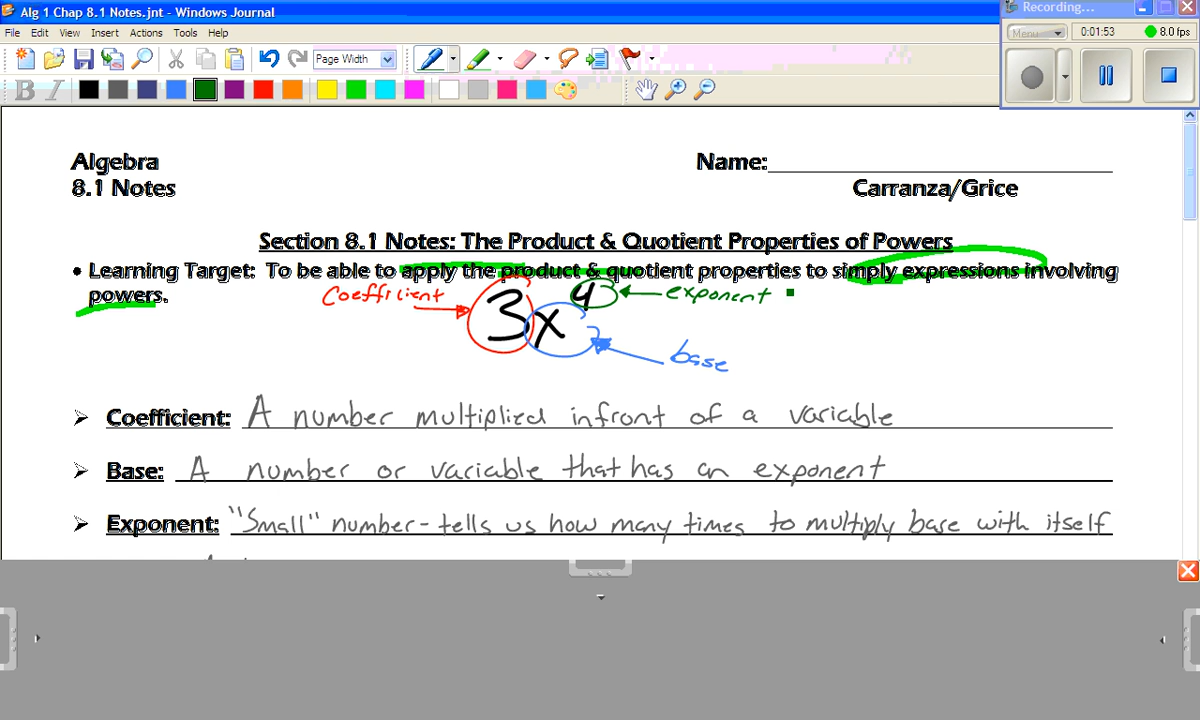 Alg 1 Chap 8.1 Notes.jnt - Windows Journal
Recording...
File Edit View Insert Actions Tools Help
Menu 0:01:53 8.0 fps
Page Width
B I
Algebra Name:
8.1 Notes Carranza/Grice
Section 8.1 Notes: The Product & Quotient Properties of Powers
• Learning Target: To be able to apply the product & quotient properties to simply expressions involving
powers.
Coefficient 3x⁴ exponent
base
Coefficient: A number multiplied infront of a variable
Base: A number or variable that has an exponent
Exponent: "Small" number - tells us how many times to multiply base with itself